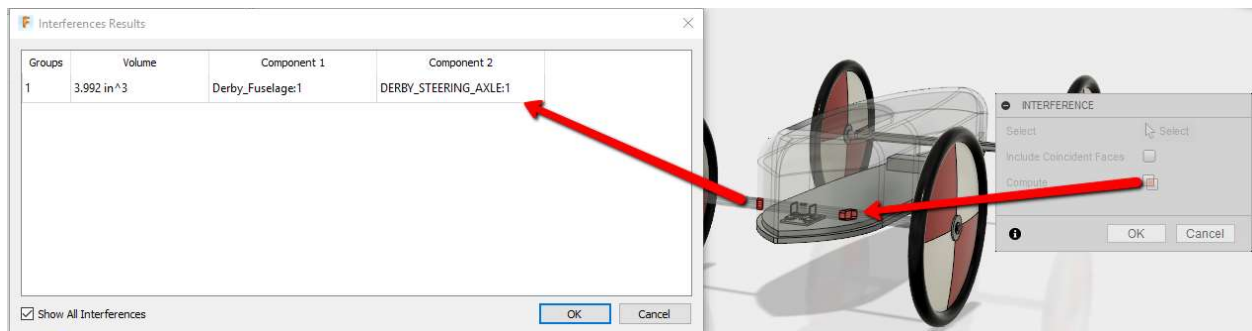 Interferences Results
Groups Volume Component 1 Component 2
1 3.992 in^3 Derby_Fuselage:1 DERBY_STEERING_AXLE:1
Show All Interferences OK Cancel
INTERFERENCE
Select Select
Include Coincident Faces
Compute
OK Cancel